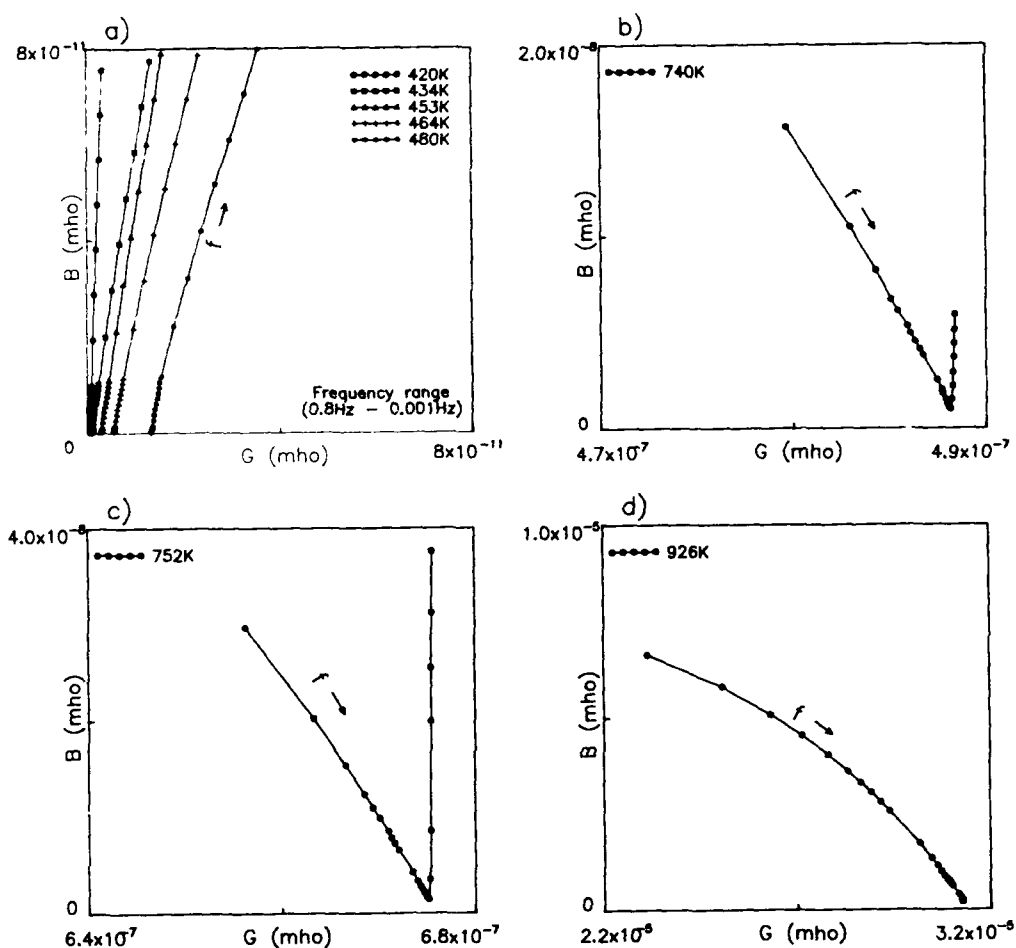 a)
8x10⁻¹¹
420K
434K
453K
464K
480K
B (mho)
f
Frequency range
(0.8Hz – 0.001Hz)
0
G (mho)
8x10⁻¹¹
b)
2.0x10⁻⁸
740K
B (mho)
f
0
4.7x10⁻⁷
G (mho)
4.9x10⁻⁷
c)
4.0x10⁻⁸
752K
B (mho)
f
0
6.4x10⁻⁷
G (mho)
6.8x10⁻⁷
d)
1.0x10⁻⁵
926K
B (mho)
f
0
2.2x10⁻⁵
G (mho)
3.2x10⁻⁵